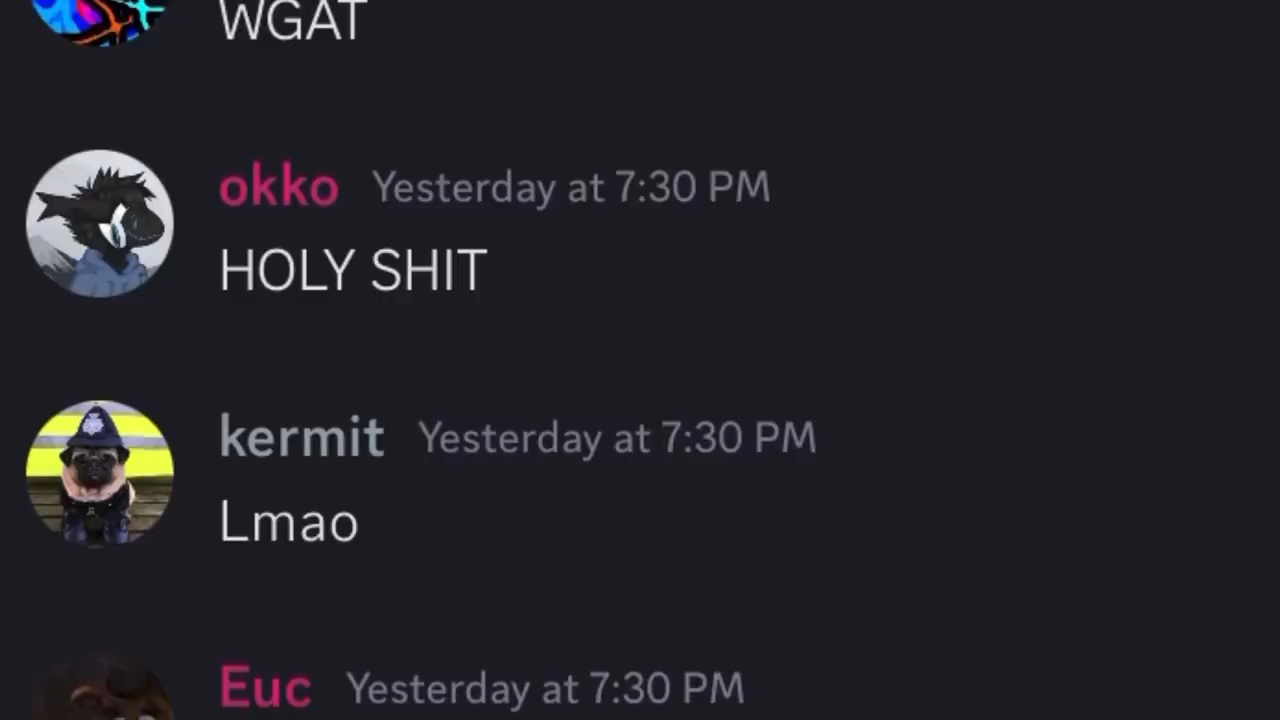 WGAT
okko Yesterday at 7:30 PM
HOLY SHIT
kermit Yesterday at 7:30 PM
Lmao
Euc Yesterday at 7:30 PM